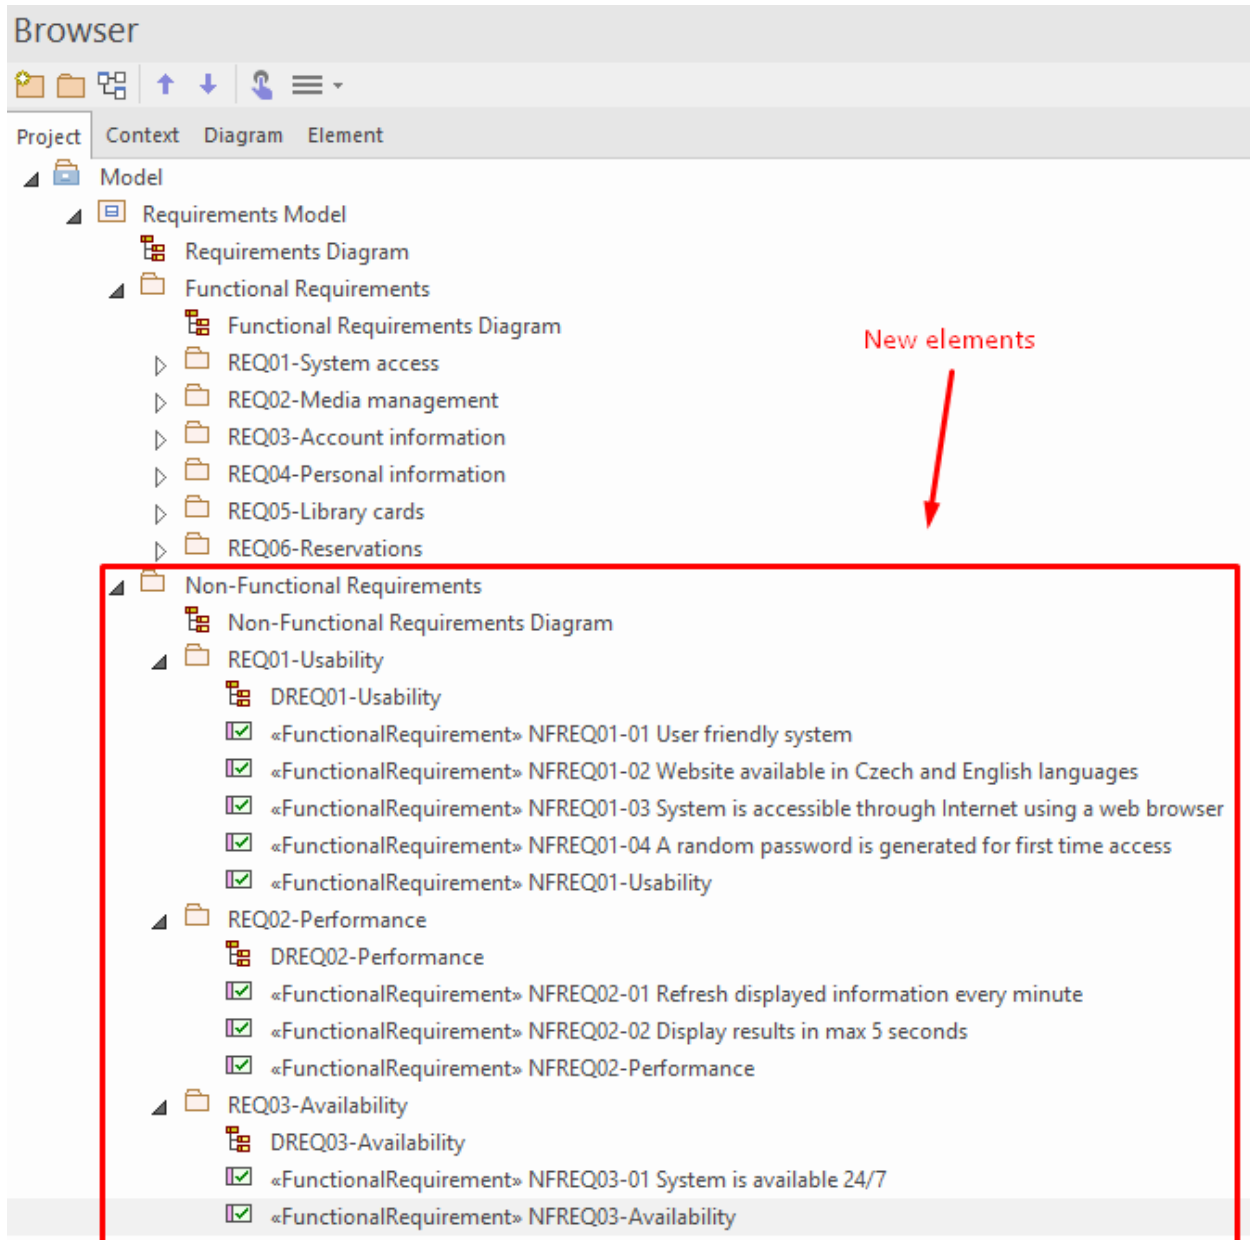 Browser
Project Context Diagram Element
Model
Requirements Model
Requirements Diagram
Functional Requirements
Functional Requirements Diagram
New elements
REQ01-System access
REQ02-Media management
REQ03-Account information
REQ04-Personal information
REQ05-Library cards
REQ06-Reservations
Non-Functional Requirements
Non-Functional Requirements Diagram
REQ01-Usability
DREQ01-Usability
«FunctionalRequirement» NFREQ01-01 User friendly system
«FunctionalRequirement» NFREQ01-02 Website available in Czech and English languages
«FunctionalRequirement» NFREQ01-03 System is accessible through Internet using a web browser
«FunctionalRequirement» NFREQ01-04 A random password is generated for first time access
«FunctionalRequirement» NFREQ01-Usability
REQ02-Performance
DREQ02-Performance
«FunctionalRequirement» NFREQ02-01 Refresh displayed information every minute
«FunctionalRequirement» NFREQ02-02 Display results in max 5 seconds
«FunctionalRequirement» NFREQ02-Performance
REQ03-Availability
DREQ03-Availability
«FunctionalRequirement» NFREQ03-01 System is available 24/7
«FunctionalRequirement» NFREQ03-Availability